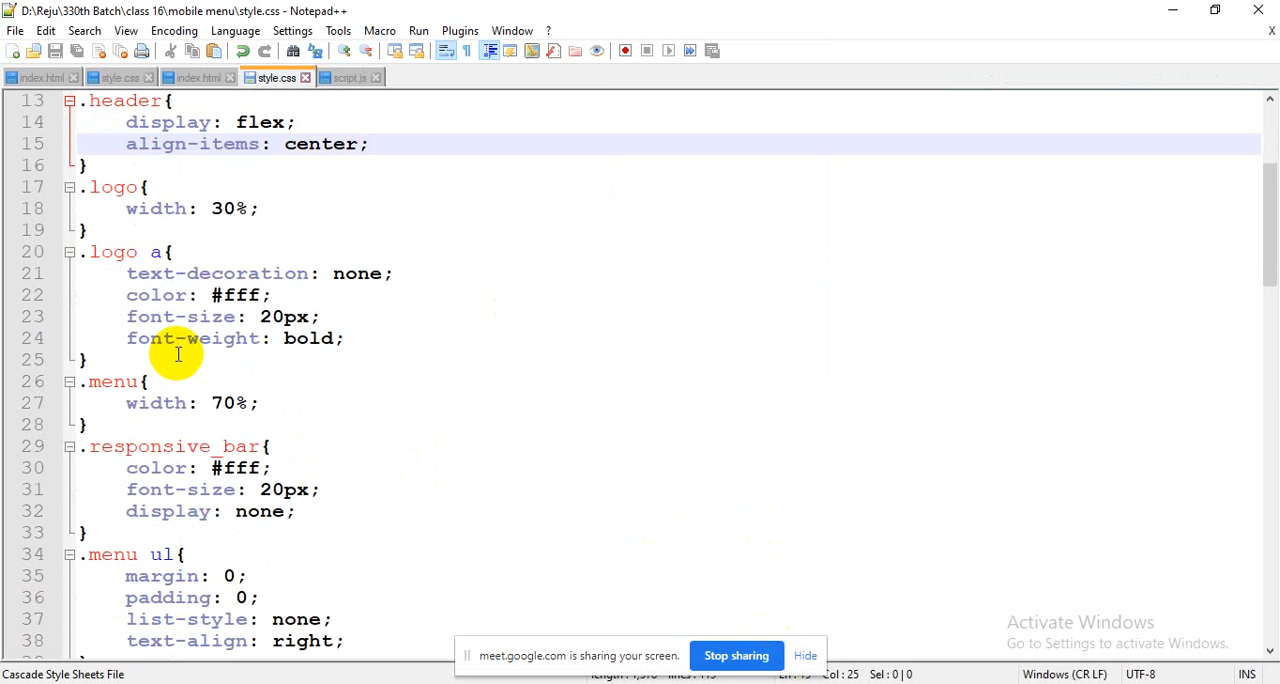 D:\Reju\330th Batch\class 16\mobile menu\style.css - Notepad++
File Edit Search View Encoding Language Settings Tools Macro Run Plugins Window ? X
index.html style.css index.html style.css script.js
13 .header{
14 display: flex;
15 align-items: center;
16 }
17 .logo{
18 width: 30%;
19 }
20 .logo a{
21 text-decoration: none;
22 color: #fff;
23 font-size: 20px;
24 font-weight: bold;
25 }
26 .menu{
27 width: 70%;
28 }
29 .responsive_bar{
30 color: #fff;
31 font-size: 20px;
32 display: none;
33 }
34 .menu ul{
35 margin: 0;
36 padding: 0;
37 list-style: none;
38 text-align: right;
Activate Windows
Go to Settings to activate Windows.
meet.google.com is sharing your screen. Stop sharing Hide
Cascade Style Sheets File Col : 25 Sel : 0 | 0 Windows (CR LF) UTF-8 INS